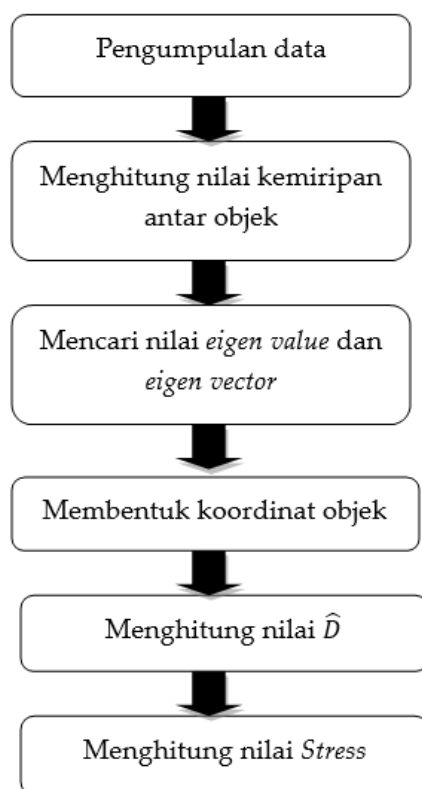 Pengumpulan data
Menghitung nilai kemiripan
antar objek
Mencari nilai eigen value dan
eigen vector
Membentuk koordinat objek
Menghitung nilai D̂
Menghitung nilai Stress